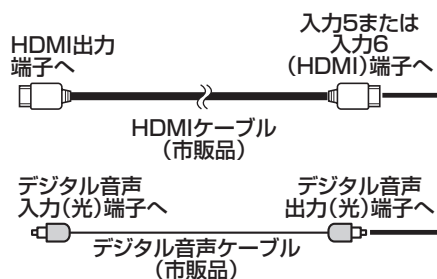 HDMI出力
端子へ
入力5または
入力6
(HDMI)端子へ
HDMIケーブル
(市販品)
デジタル音声
入力(光)端子へ
デジタル音声
出力(光)端子へ
デジタル音声ケーブル
(市販品)